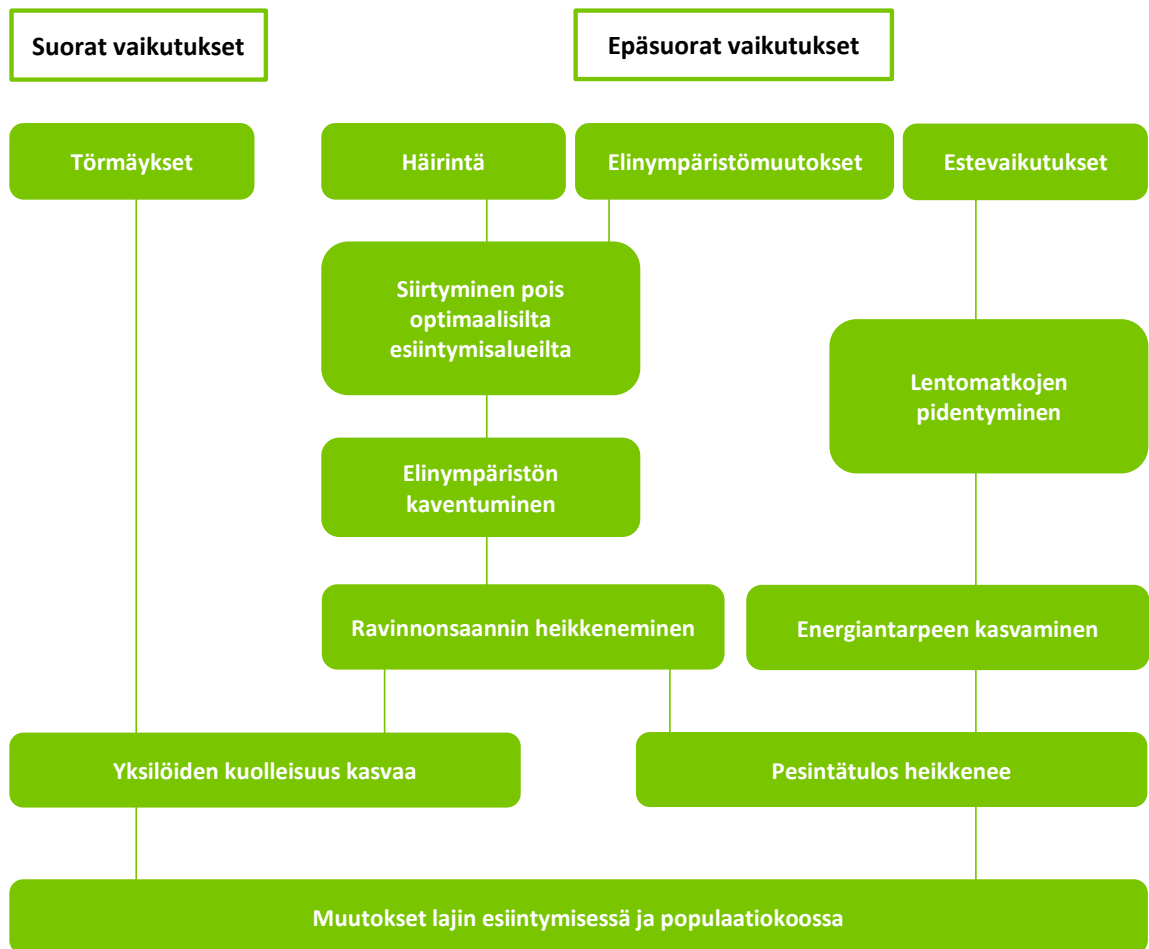 Suorat vaikutukset
Epäsuorat vaikutukset
Törmäykset
Häirintä
Elinympäristömuutokset
Estevaikutukset
Siirtyminen pois
optimaalisilta
esiintymisalueilta
Lentomatkojen
pidentyminen
Elinympäristön
kaventuminen
Ravinnonsaannin heikkeneminen
Energiantarpeen kasvaminen
Yksilöiden kuolleisuus kasvaa
Pesintätulos heikkenee
Muutokset lajin esiintymisessä ja populaatiokoossa